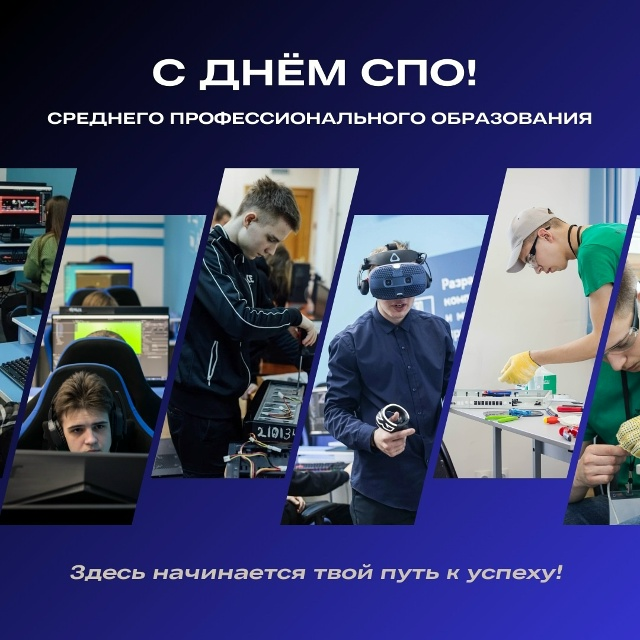 С ДНЁМ СПО!
СРЕДНЕГО ПРОФЕССИОНАЛЬНОГО ОБРАЗОВАНИЯ
Здесь начинается твой путь к успеху!